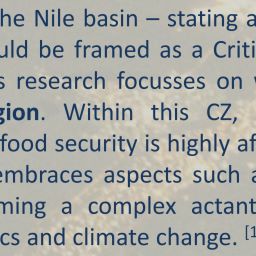 he Nile basin – stating a
uld be framed as a Criti
s research focusses on
gion. Within this CZ,
food security is highly af
embraces aspects such a
ming a complex actant
cs and climate change. [1